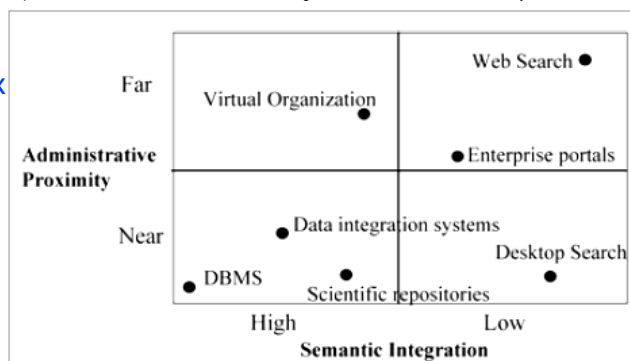 x
Web Search
Far
Virtual Organization
Administrative
Proximity
Enterprise portals
Near
Data integration systems
Desktop Search
DBMS
Scientific repositories
High
Low
Semantic Integration